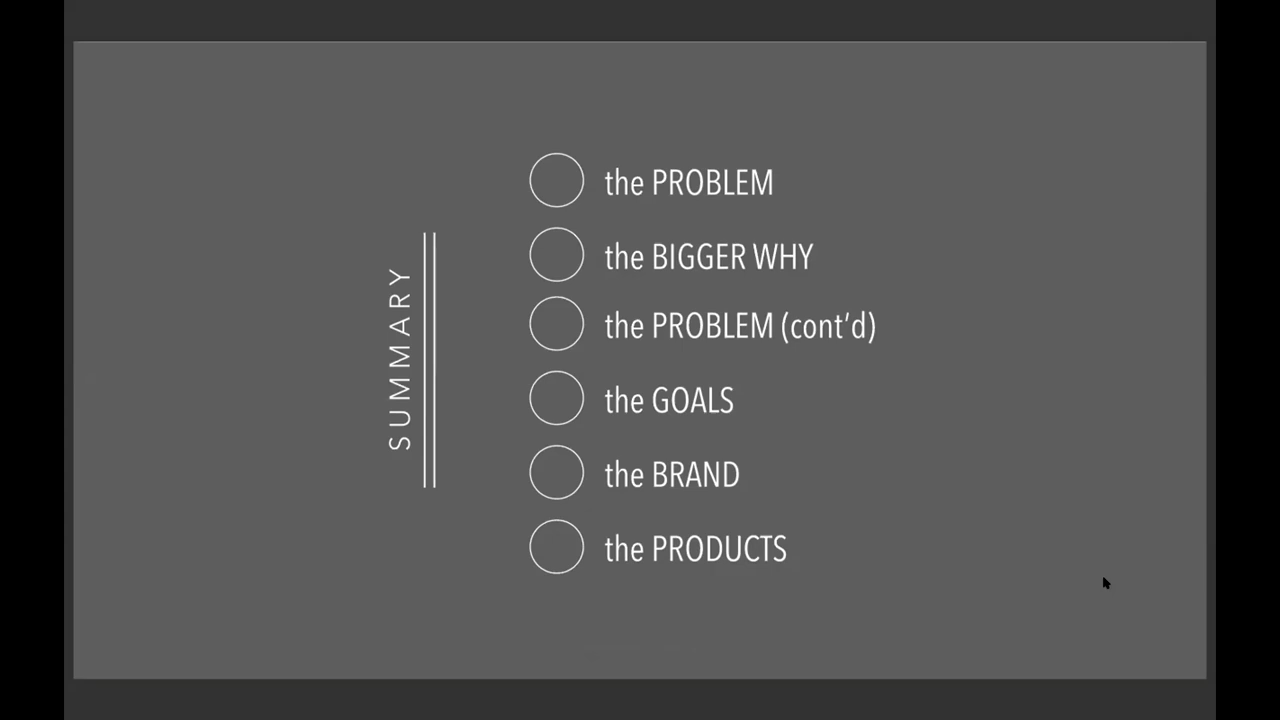 SUMMARY
the PROBLEM
the BIGGER WHY
the PROBLEM (cont'd)
the GOALS
the BRAND
the PRODUCTS